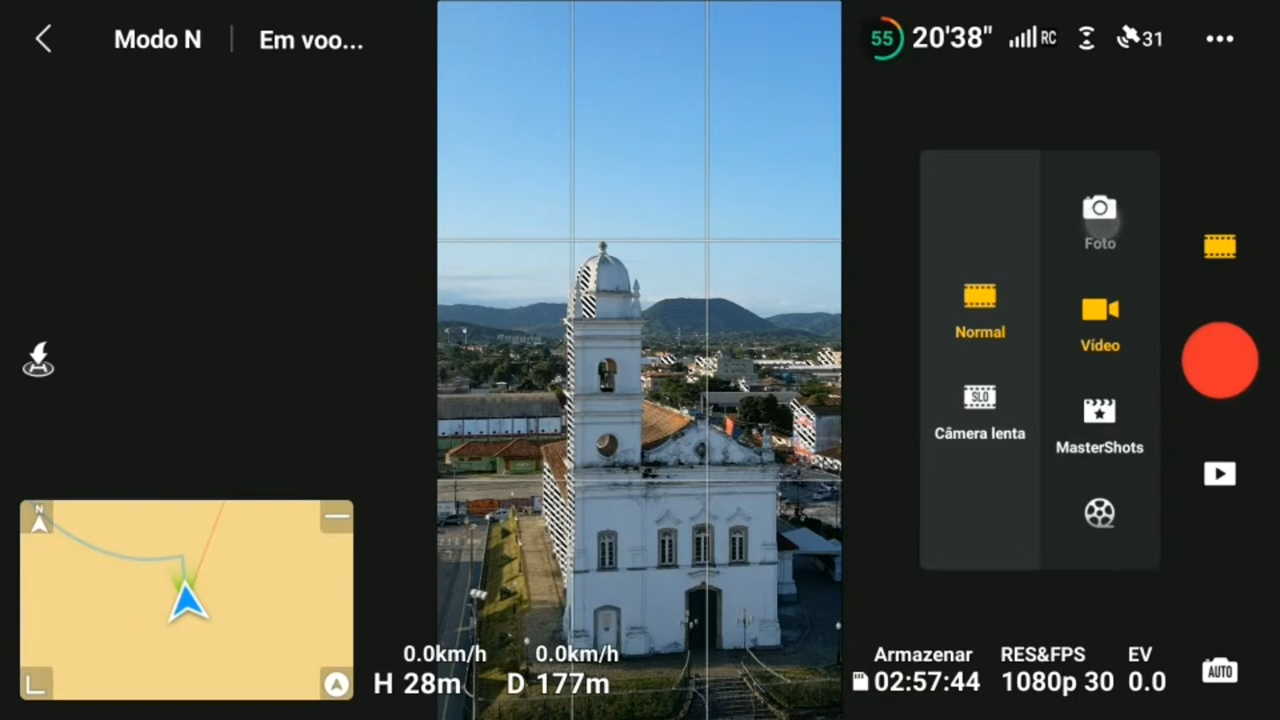 Modo N | Em voo...
55 20'38" RC 31
Foto
Normal
Vídeo
SLO
Câmera lenta
MasterShots
N
0.0km/h 0.0km/h
H 28m D 177m
Armazenar RES&FPS EV
02:57:44 1080p 30 0.0
AUTO